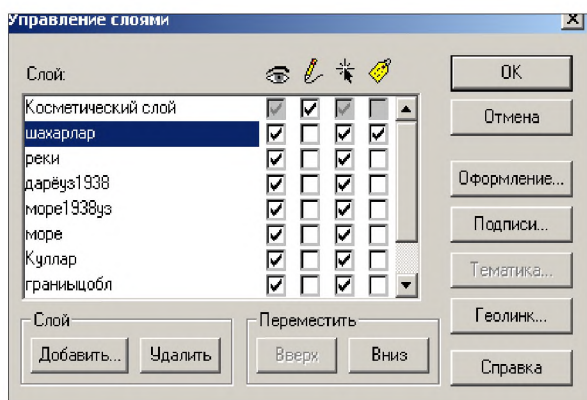 Управление слоями
Слой:
Косметический слой
шахарлар
реки
дарёуз1938
море1938уз
море
Куллар
граниыцобл
OK
Отмена
Оформление...
Подписи...
Тематика...
Геолинк...
Справка
Слой
Добавить...
Удалить
Переместить
Вверх
Вниз